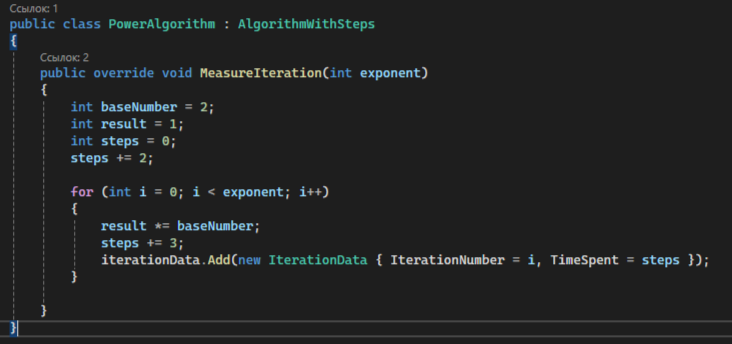 Ссылок: 1
public class PowerAlgorithm : AlgorithmWithSteps
{
Ссылок: 2
public override void MeasureIteration(int exponent)
{
int baseNumber = 2;
int result = 1;
int steps = 0;
steps += 2;
for (int i = 0; i < exponent; i++)
{
result *= baseNumber;
steps += 3;
iterationData.Add(new IterationData { IterationNumber = i, TimeSpent = steps });
}
}
}